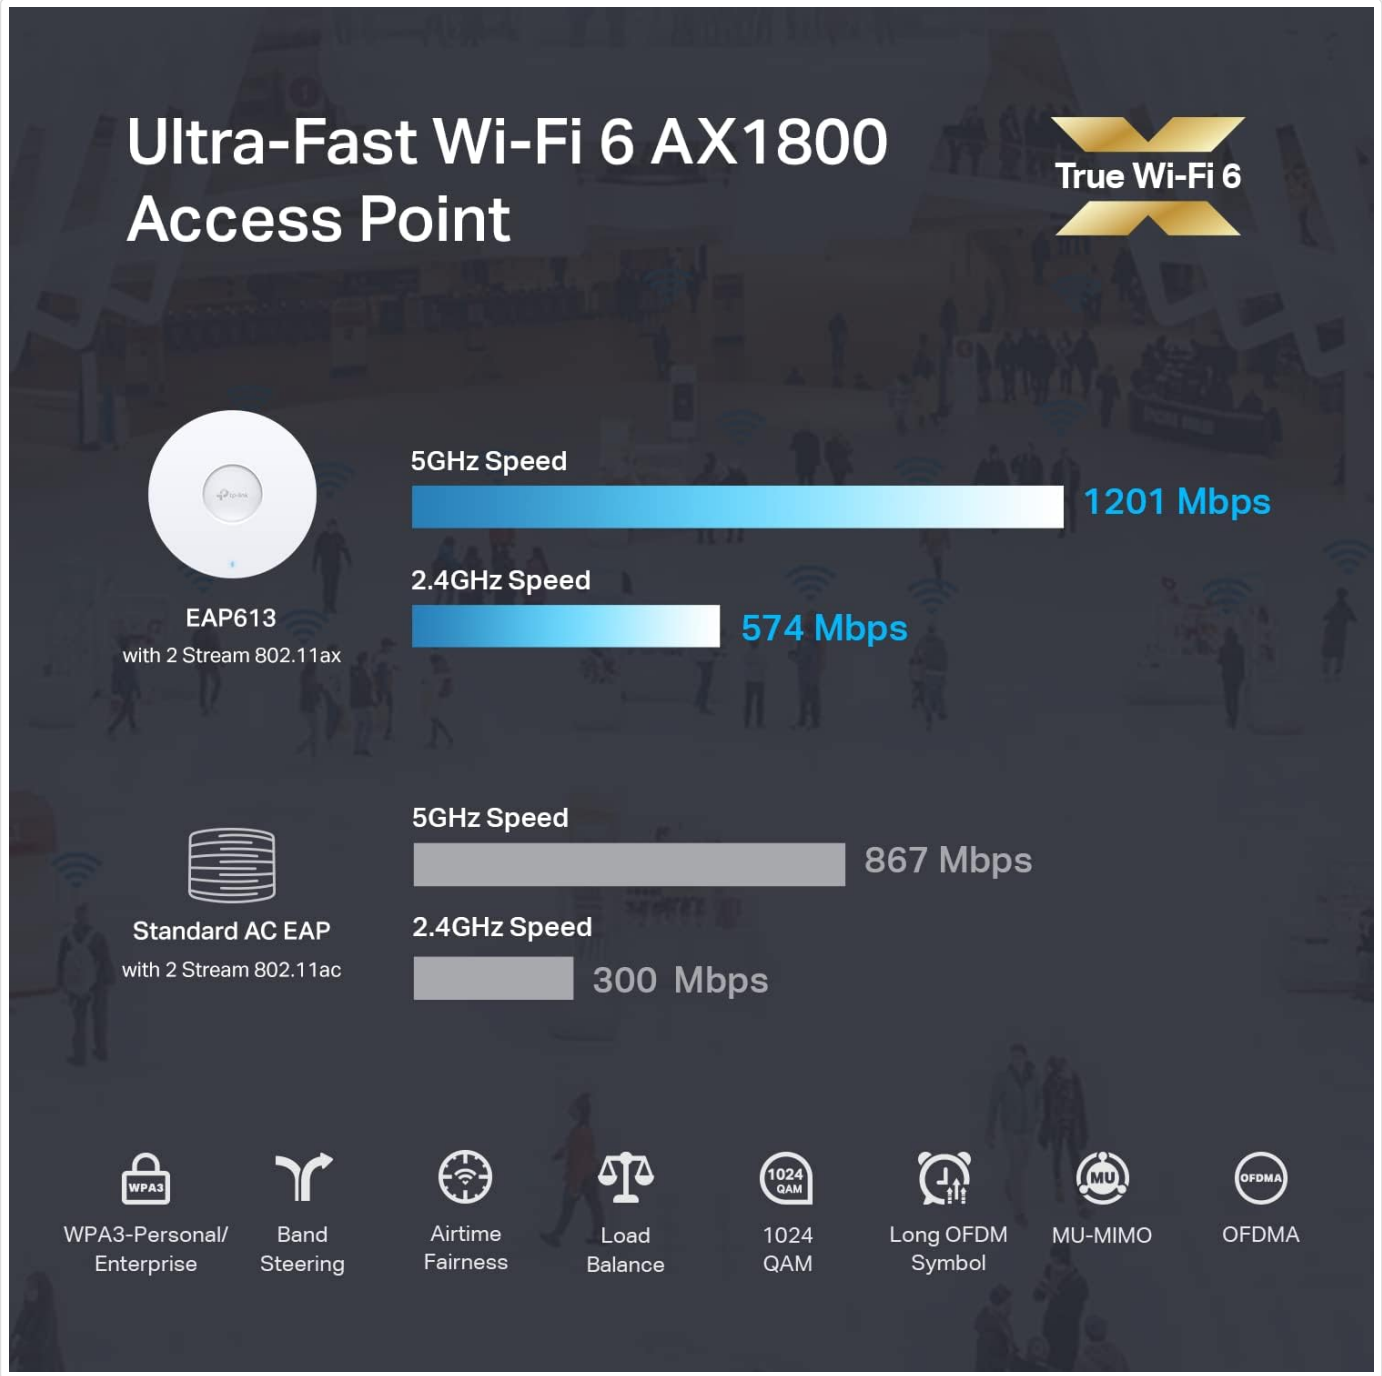 Ultra-Fast Wi-Fi 6 AX1800
Access Point
True Wi-Fi 6
tp-link
EAP613
with 2 Stream 802.11ax
5GHz Speed
1201 Mbps
2.4GHz Speed
574 Mbps
Standard AC EAP
with 2 Stream 802.11ac
5GHz Speed
867 Mbps
2.4GHz Speed
300 Mbps
WPA3
WPA3-Personal/
Enterprise
Band
Steering
Airtime
Fairness
Load
Balance
1024
QAM
1024
QAM
Long OFDM
Symbol
MU
MU-MIMO
OFDMA
OFDMA